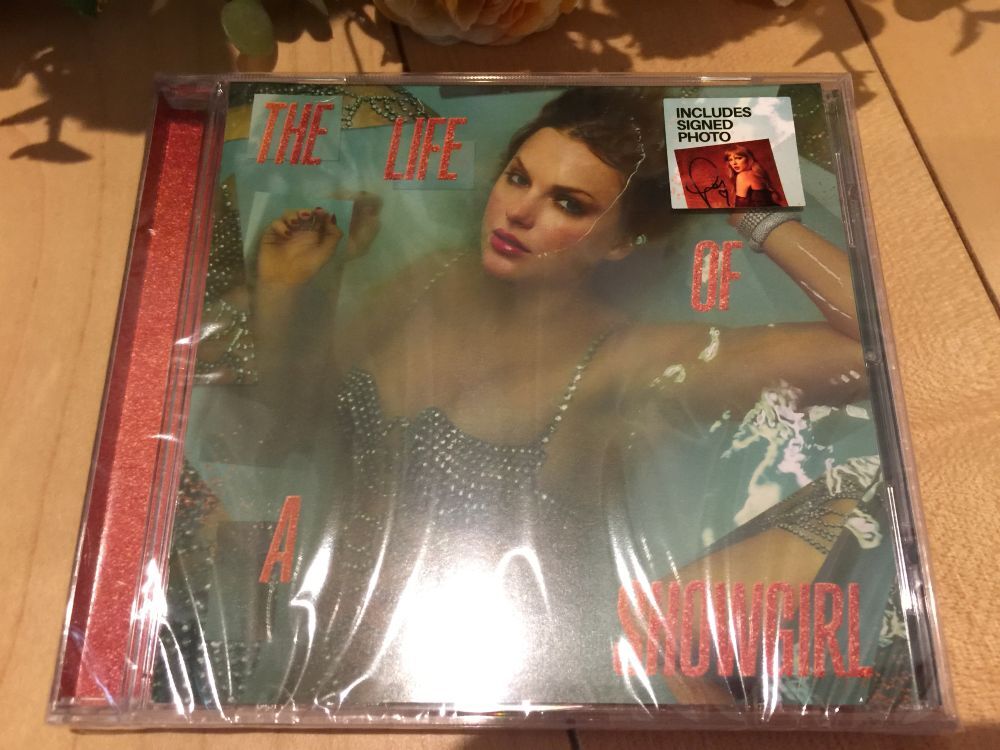 THE
LIFE
INCLUDES
SIGNED
PHOTO
OF
A
SHOWGIRL